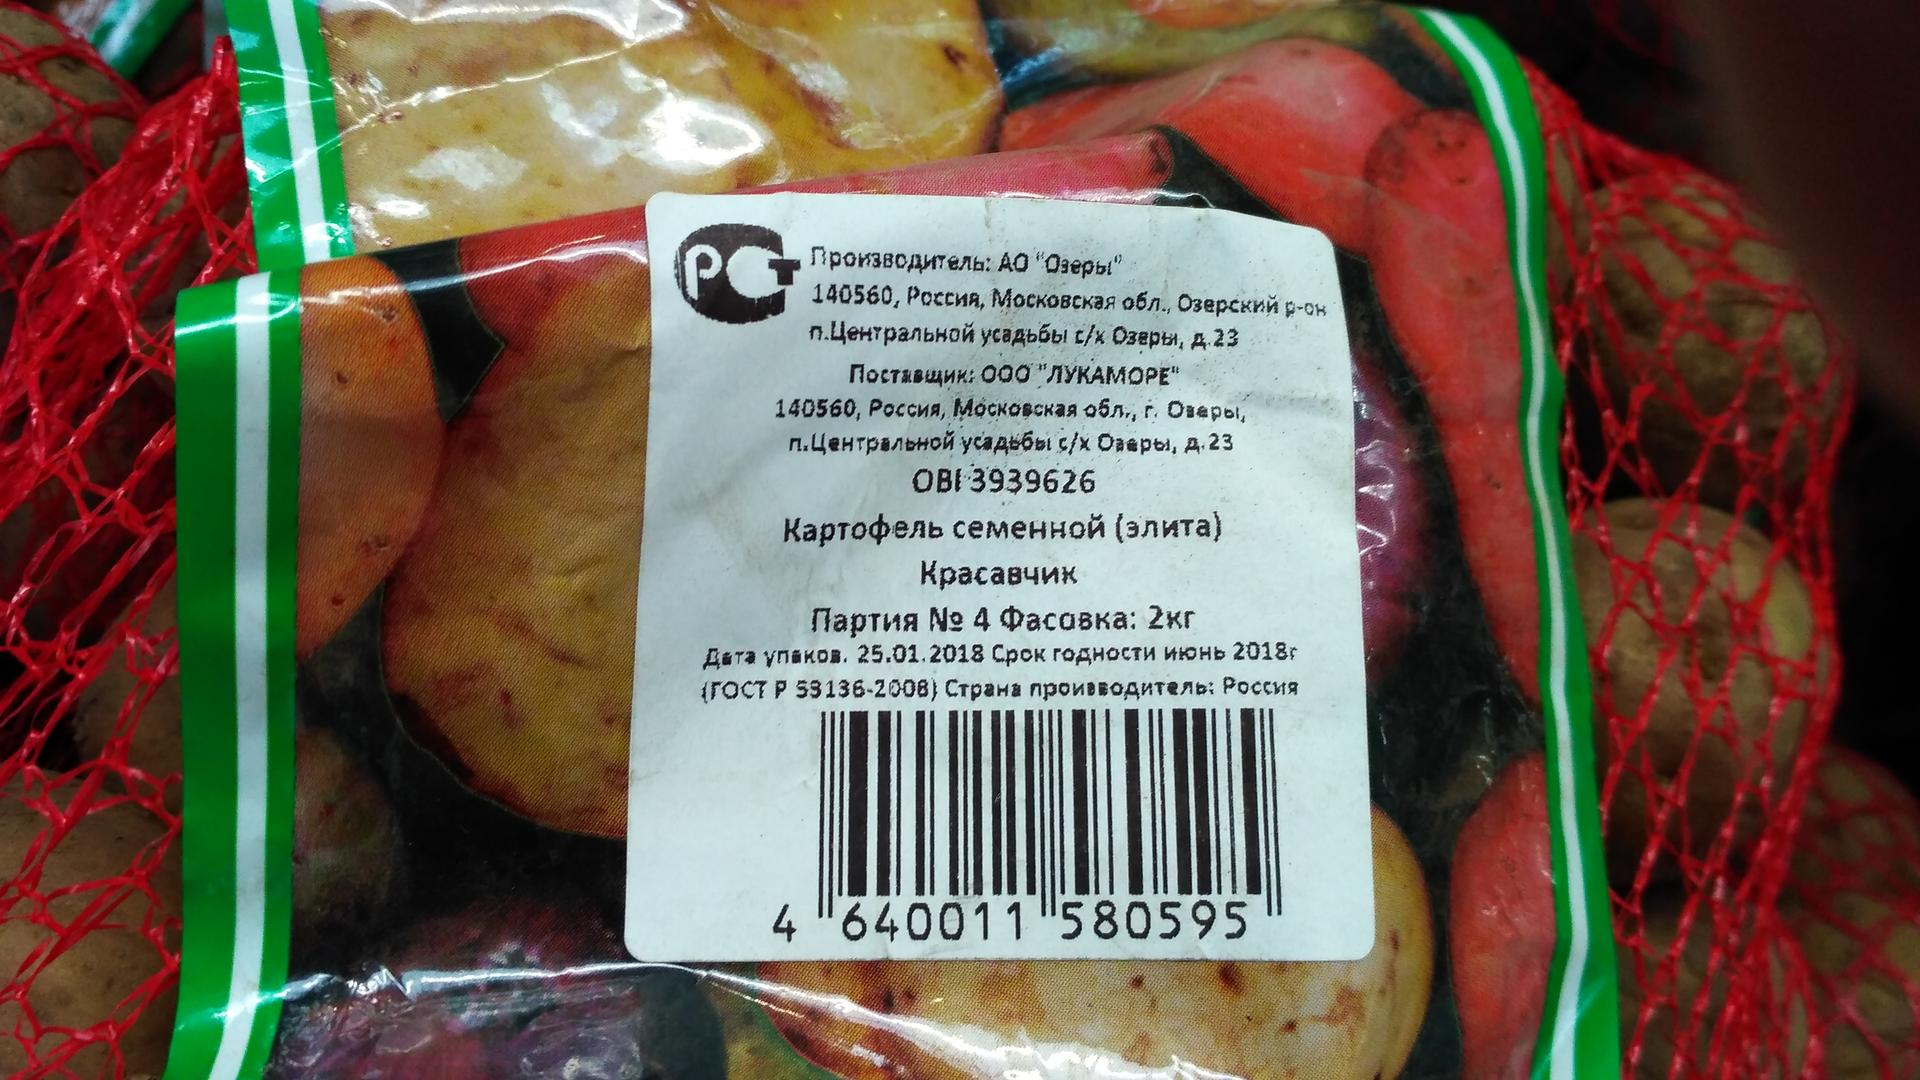 РСТ
Производитель: АО "Озеры"
140560, Россия, Московская обл., Озерский р-он
п.Центральной усадьбы с/х Озеры, д.23
Поставщик: ООО "ЛУКАМОРЕ"
140560, Россия, Московская обл., г. Озеры,
п.Центральной усадьбы с/х Озеры, д.23
OBI 3939626
Картофель семенной (элита)
Красавчик
Партия № 4 Фасовка: 2кг
Дата упаков. 25.01.2018 Срок годности июнь 2018г
(ГОСТ Р 53136-2008) Страна производитель: Россия
4 640011 580595